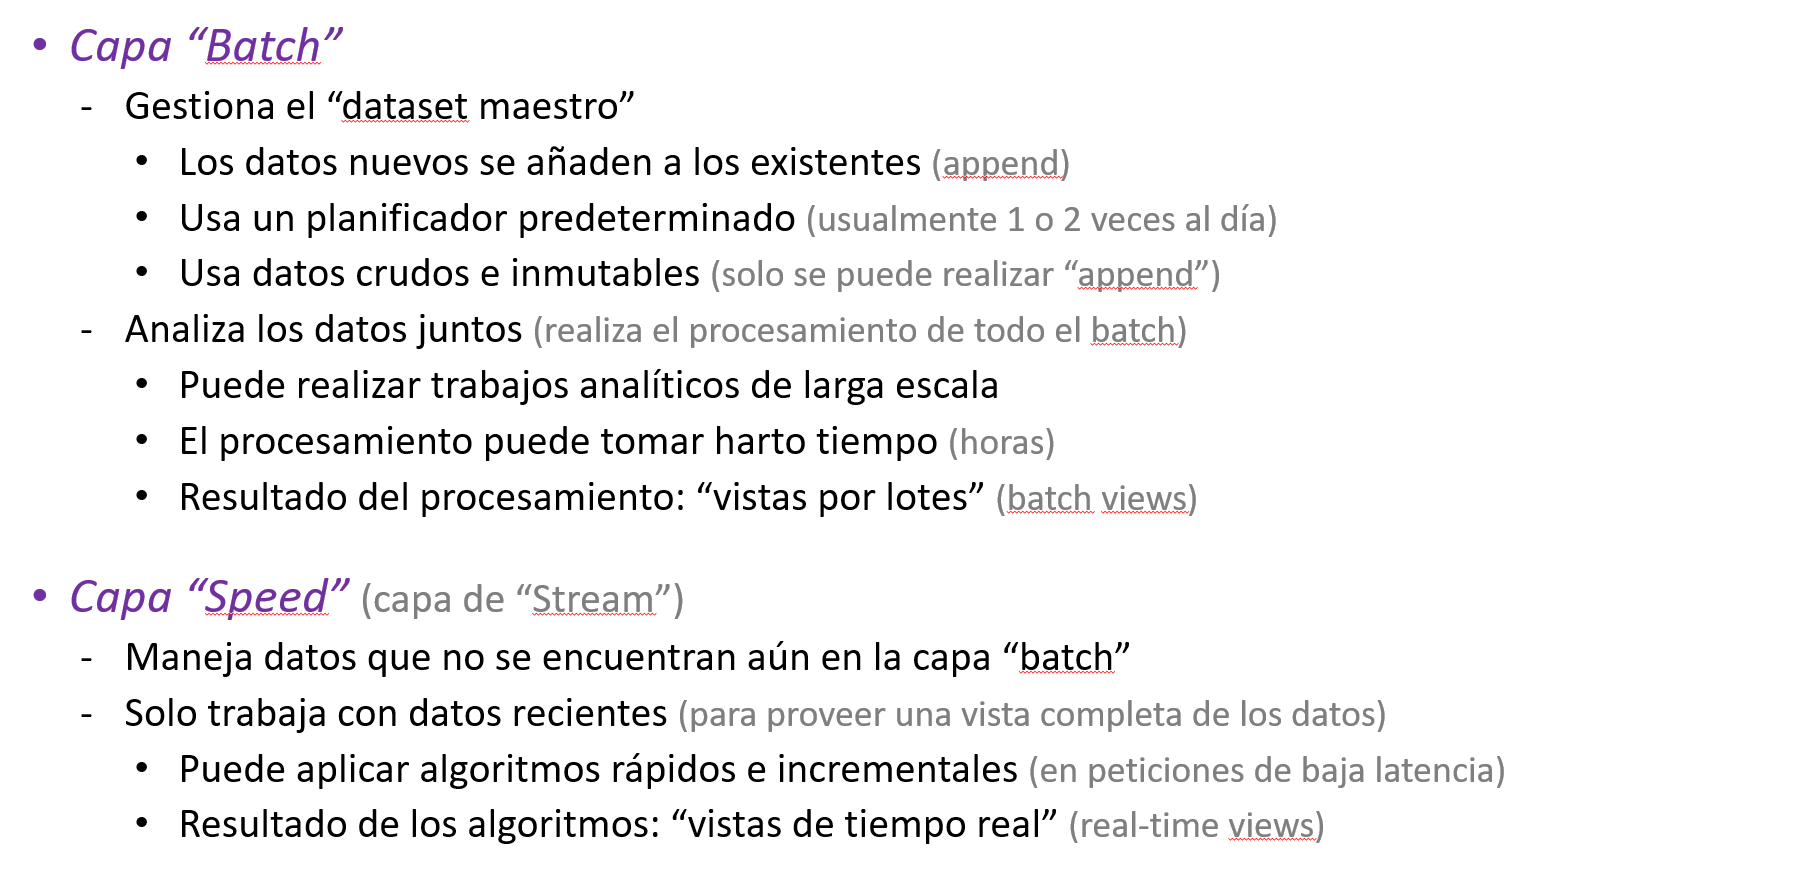 • Capa “Batch”
- Gestiona el “dataset maestro”
• Los datos nuevos se añaden a los existentes (append)
• Usa un planificador predeterminado (usualmente 1 o 2 veces al día)
• Usa datos crudos e inmutables (solo se puede realizar “append”)
- Analiza los datos juntos (realiza el procesamiento de todo el batch)
• Puede realizar trabajos analíticos de larga escala
• El procesamiento puede tomar harto tiempo (horas)
• Resultado del procesamiento: “vistas por lotes” (batch views)
• Capa “Speed” (capa de “Stream”)
- Maneja datos que no se encuentran aún en la capa “batch”
- Solo trabaja con datos recientes (para proveer una vista completa de los datos)
• Puede aplicar algoritmos rápidos e incrementales (en peticiones de baja latencia)
• Resultado de los algoritmos: “vistas de tiempo real” (real-time views)